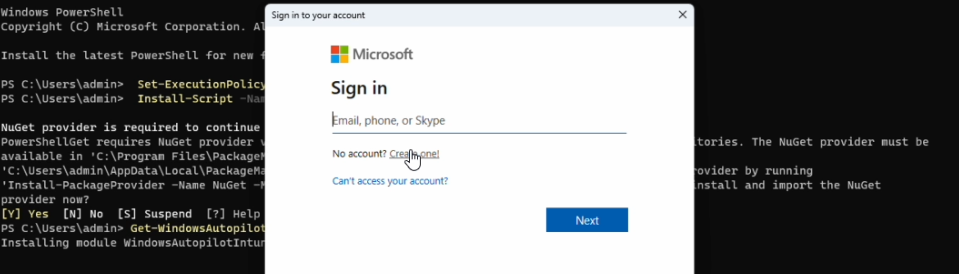 Windows PowerShell
Copyright (C) Microsoft Corporation. Al
Install the latest PowerShell for new f
PS C:\Users\admin> Set-ExecutionPolicy
PS C:\Users\admin> Install-Script -Nam
NuGet provider is required to continue
PowerShellGet requires NuGet provider v
available in 'C:\Program Files\PackageM
'C:\Users\admin\AppData\Local\PackageMa
'Install-PackageProvider -Name NuGet -M
provider now?
[Y] Yes [N] No [S] Suspend [?] Help
PS C:\Users\admin> Get-WindowsAutopilot
Installing module WindowsAutopilotIntun
Sign in to your account
Microsoft
Sign in
Email, phone, or Skype
No account? Create one!
Can't access your account?
Next
tories. The NuGet provider must be
rovider by running
nstall and import the NuGet